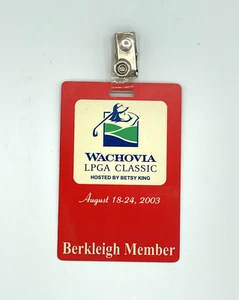 WACHOVIA
LPGA CLASSIC
HOSTED BY BETSY KING
August 18-24, 2003
Berkleigh Member